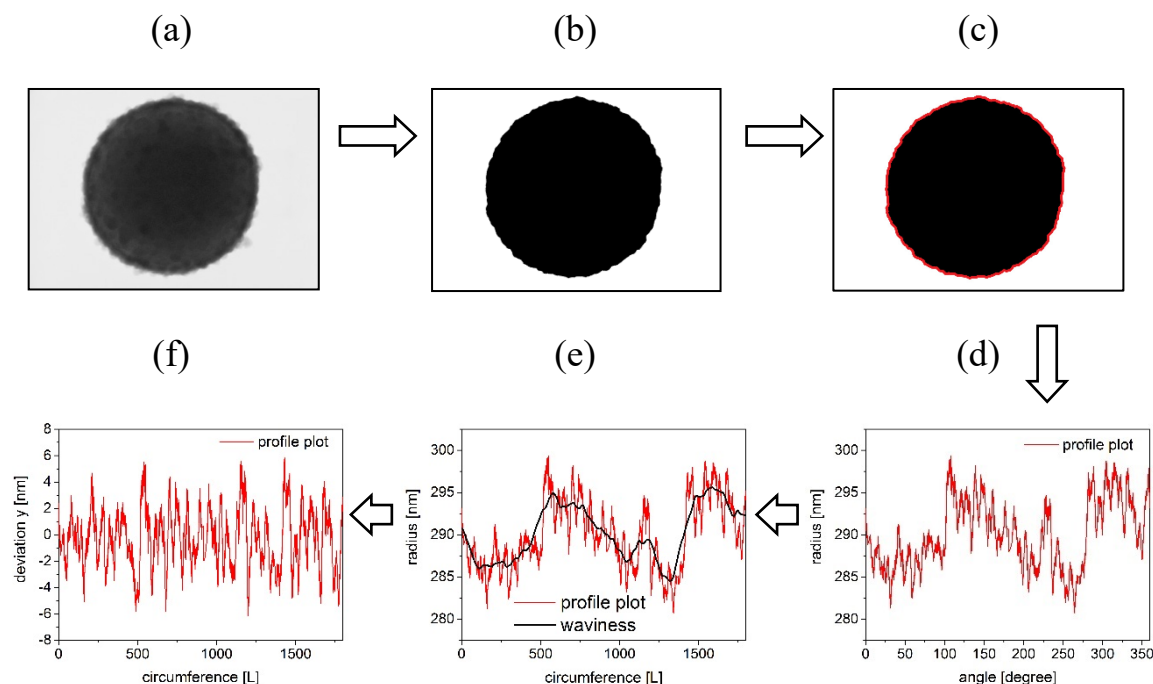 (a)
(b)
(c)
(f)
(e)
(d)
8
6
4
2
0
-2
-4
-6
-8
deviation y [nm]
profile plot
0
500
1000
1500
circumference [L]
300
295
290
285
280
radius [nm]
profile plot
waviness
0
500
1000
1500
circumference [L]
300
295
290
285
280
radius [nm]
profile plot
0
50
100
150
200
250
300
350
angle [degree]